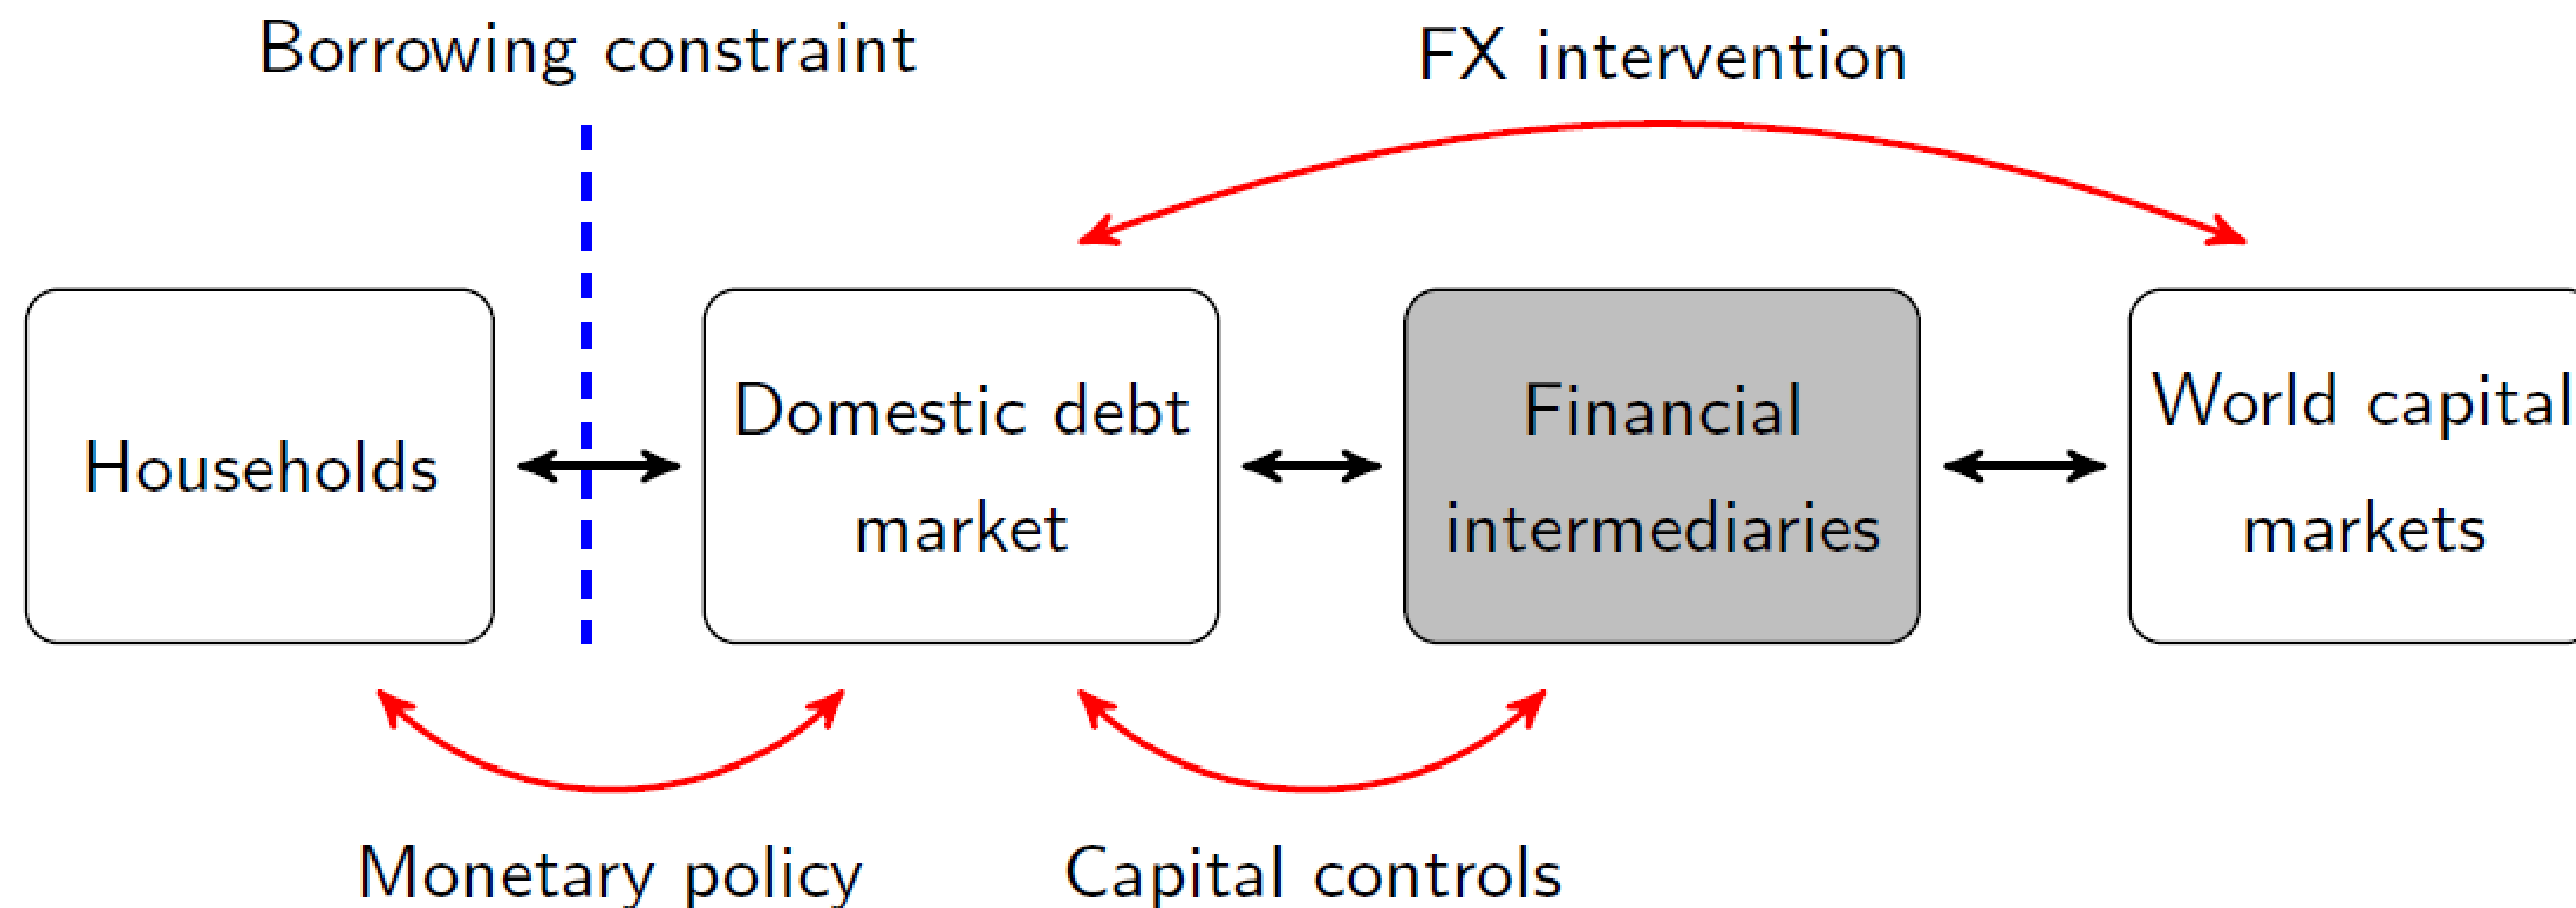 Borrowing constraint
FX intervention
Households
Domestic debt
market
Financial
intermediaries
World capital
markets
Monetary policy
Capital controls